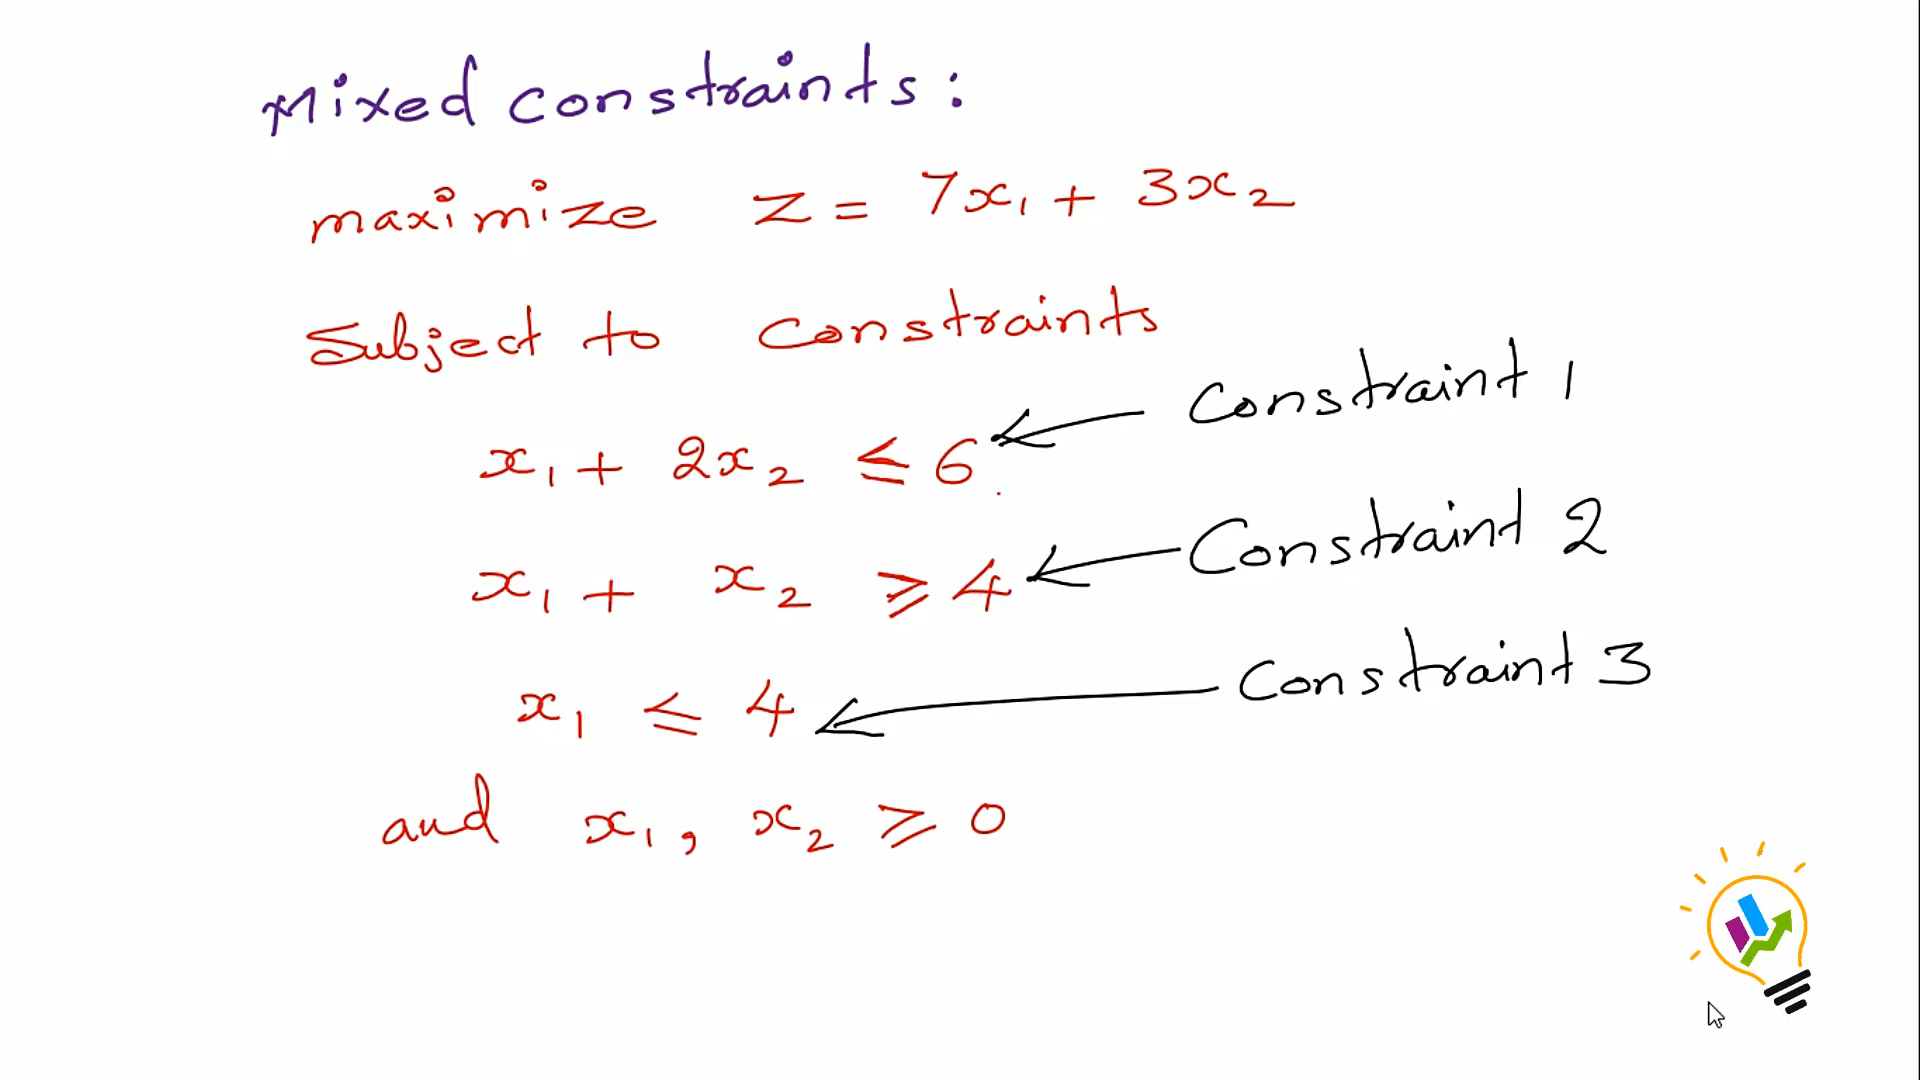 Mixed constraints:
maximize z = 7x₁ + 3x₂
Subject to constraints
x₁ + 2x₂ ≤ 6 Constraint 1
x₁ + x₂ ≥ 4 Constraint 2
x₁ ≤ 4 Constraint 3
and x₁, x₂ ≥ 0